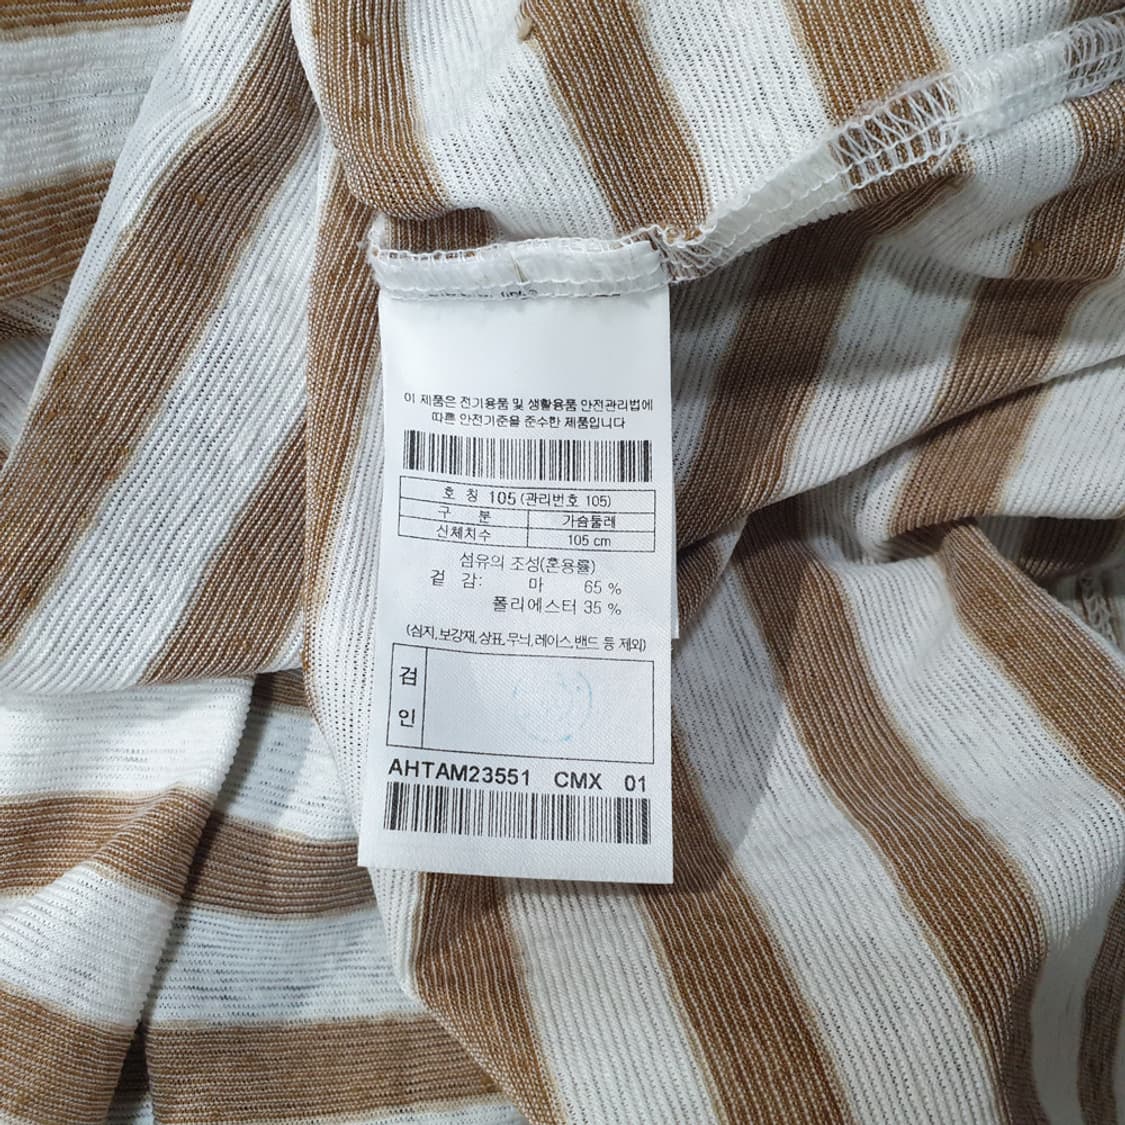 이 제품은 전기용품 및 생활용품 안전관리법에
따른 안전기준을 준수한 제품입니다
호 칭 105 (관리번호 105)
구 분 가슴둘레
신체치수 105 cm
섬유의 조성(혼용률)
겉 감: 마 65 %
폴리에스터 35 %
(심지,보강재,상표,무늬,레이스,밴드 등 제외)
검
인
AHTAM23551 CMX 01